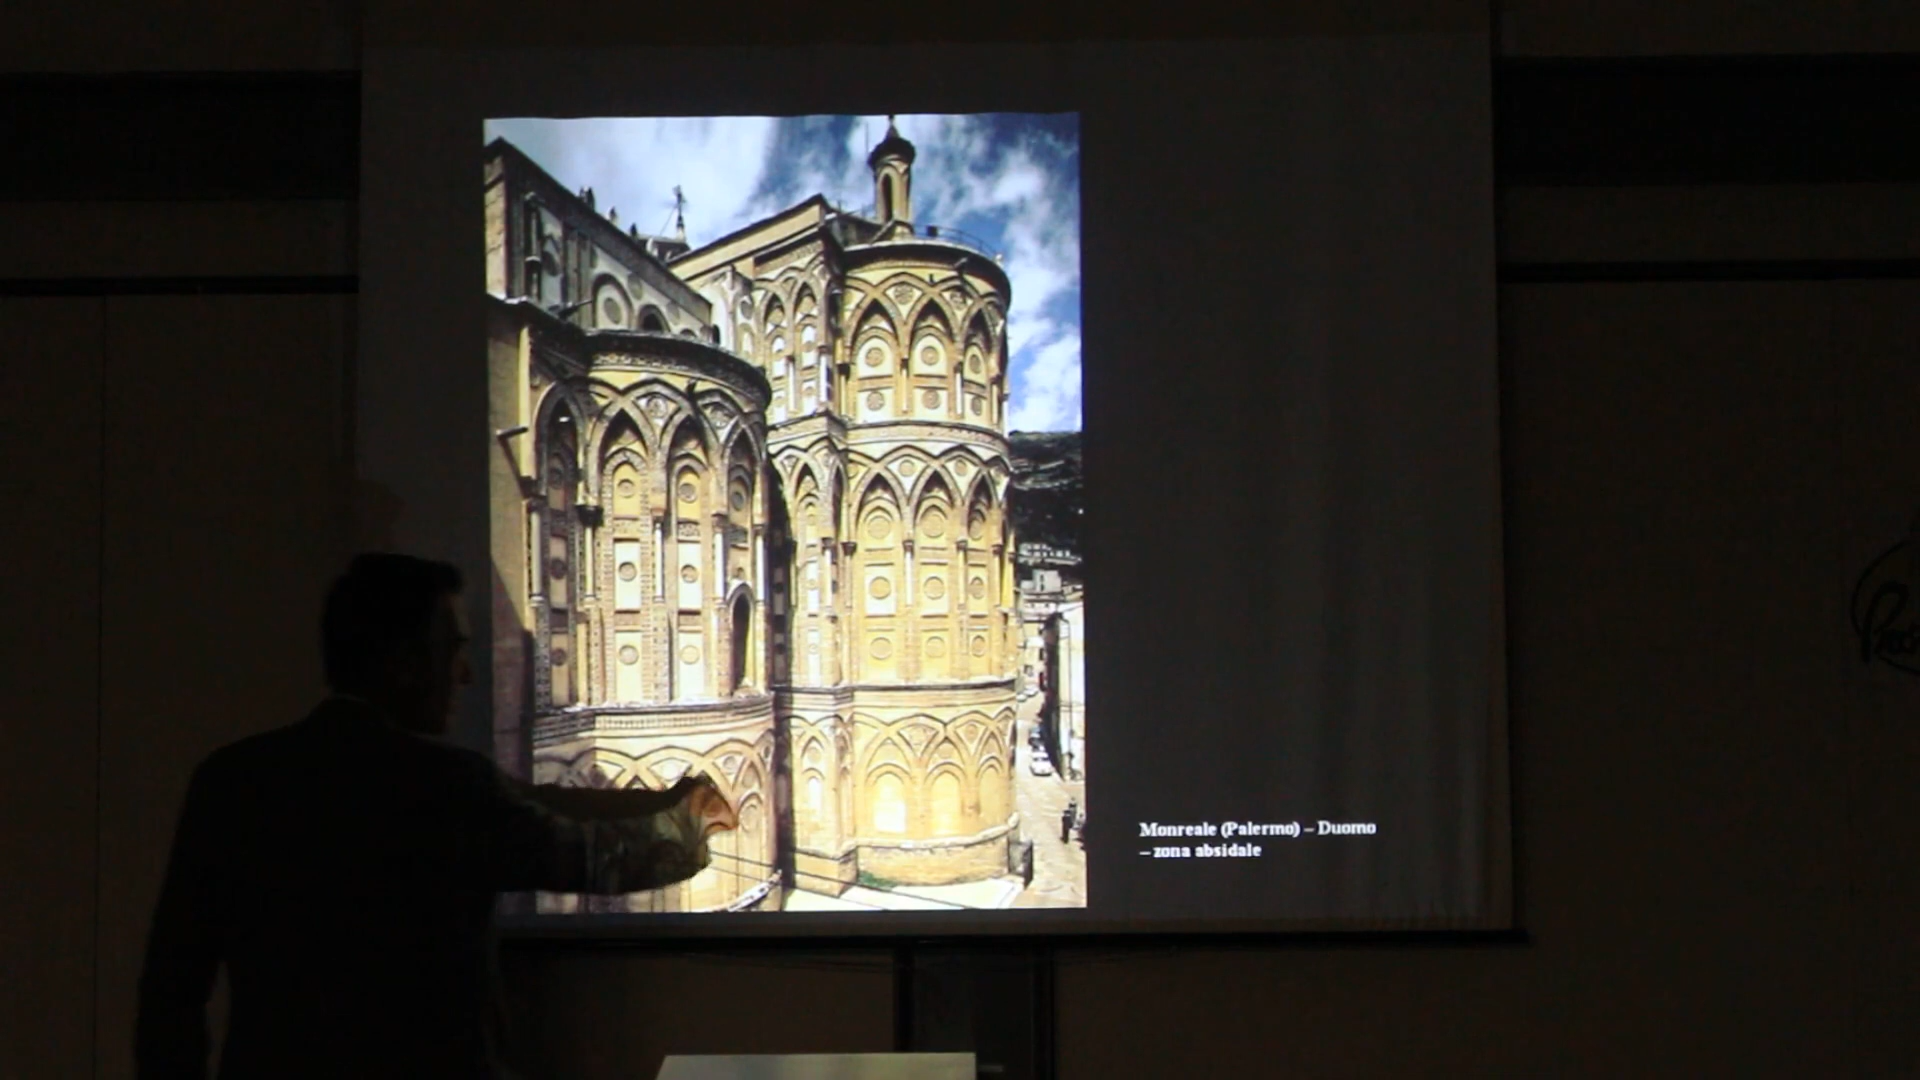 Monreale (Palermo) – Duomo
– zona absidale